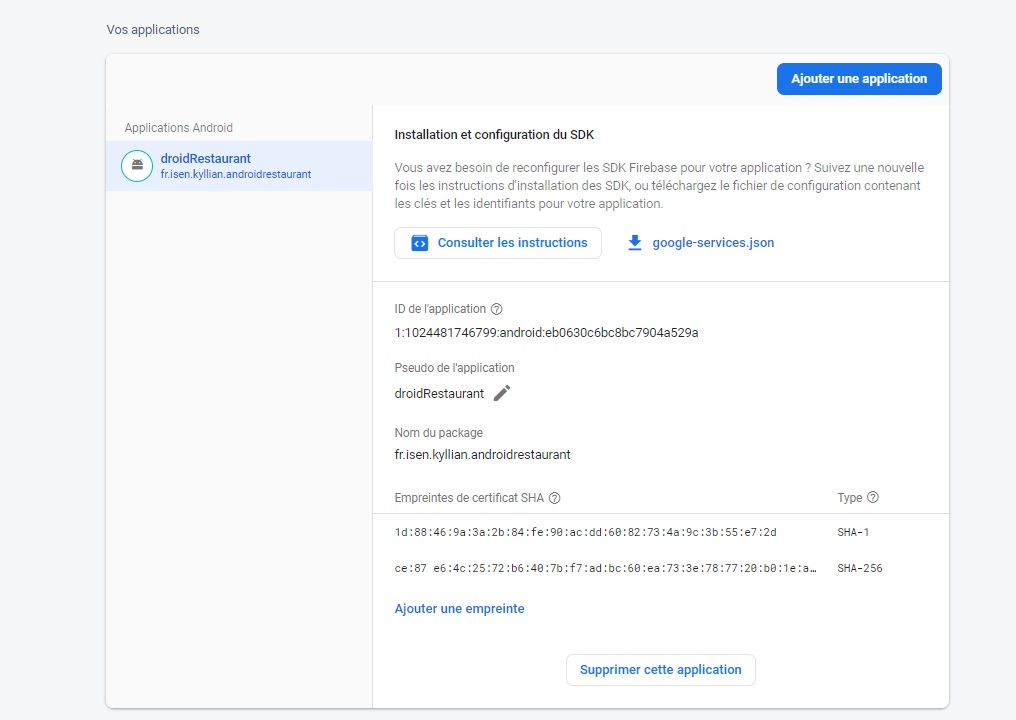 Vos applications
Ajouter une application
Applications Android
droidRestaurant
fr.isen.kyllian.androidrestaurant
Installation et configuration du SDK
Vous avez besoin de reconfigurer les SDK Firebase pour votre application ? Suivez une nouvelle
fois les instructions d'installation des SDK, ou téléchargez le fichier de configuration contenant
les clés et les identifiants pour votre application.
Consulter les instructions
google-services.json
ID de l'application
1:1024481746799:android:eb0630c6bc8bc7904a529a
Pseudo de l'application
droidRestaurant
Nom du package
fr.isen.kyllian.androidrestaurant
Empreintes de certificat SHA Type
1d:88:46:9a:3a:2b:84:fe:90:ac:dd:60:82:73:4a:9c:3b:55:e7:2d SHA-1
ce:87 e6:4c:25:72:b6:40:7b:f7:ad:bc:60:ea:73:3e:78:77:20:b0:1e:a… SHA-256
Ajouter une empreinte
Supprimer cette application